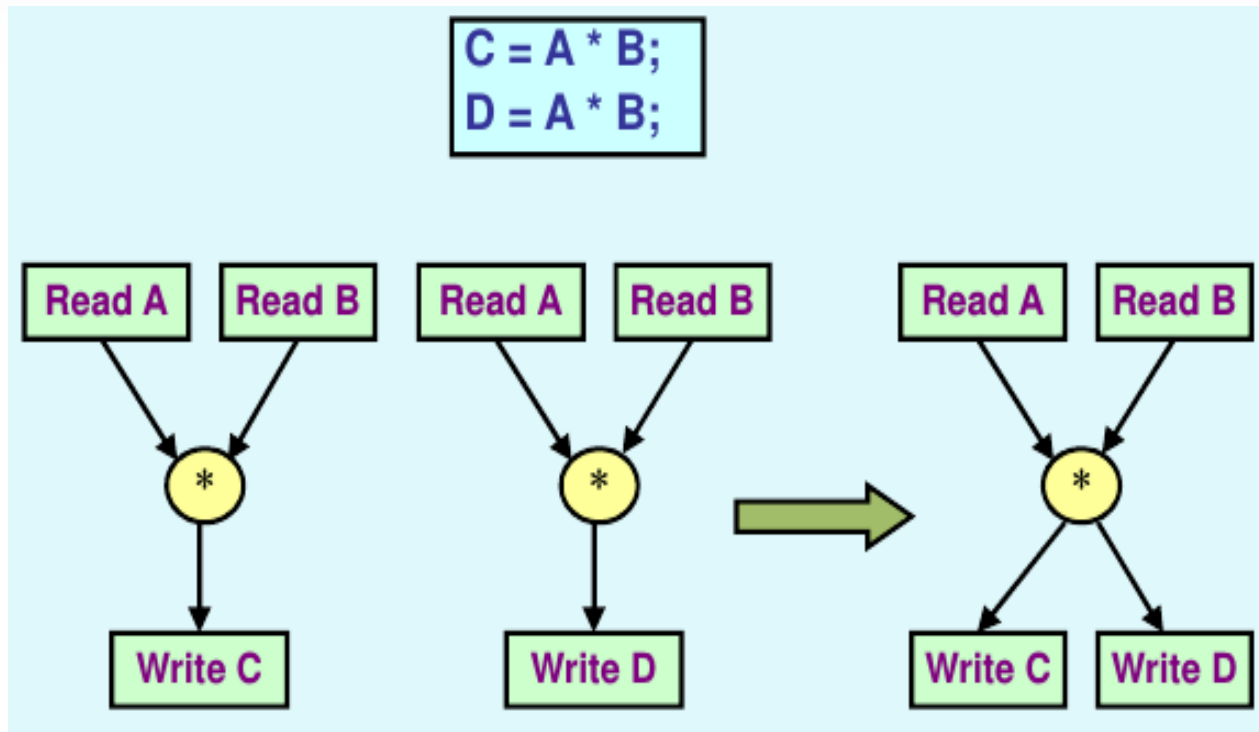 C = A * B;
D = A * B;
Read A Read B Read A Read B Read A Read B
* * *
Write C Write D Write C Write D